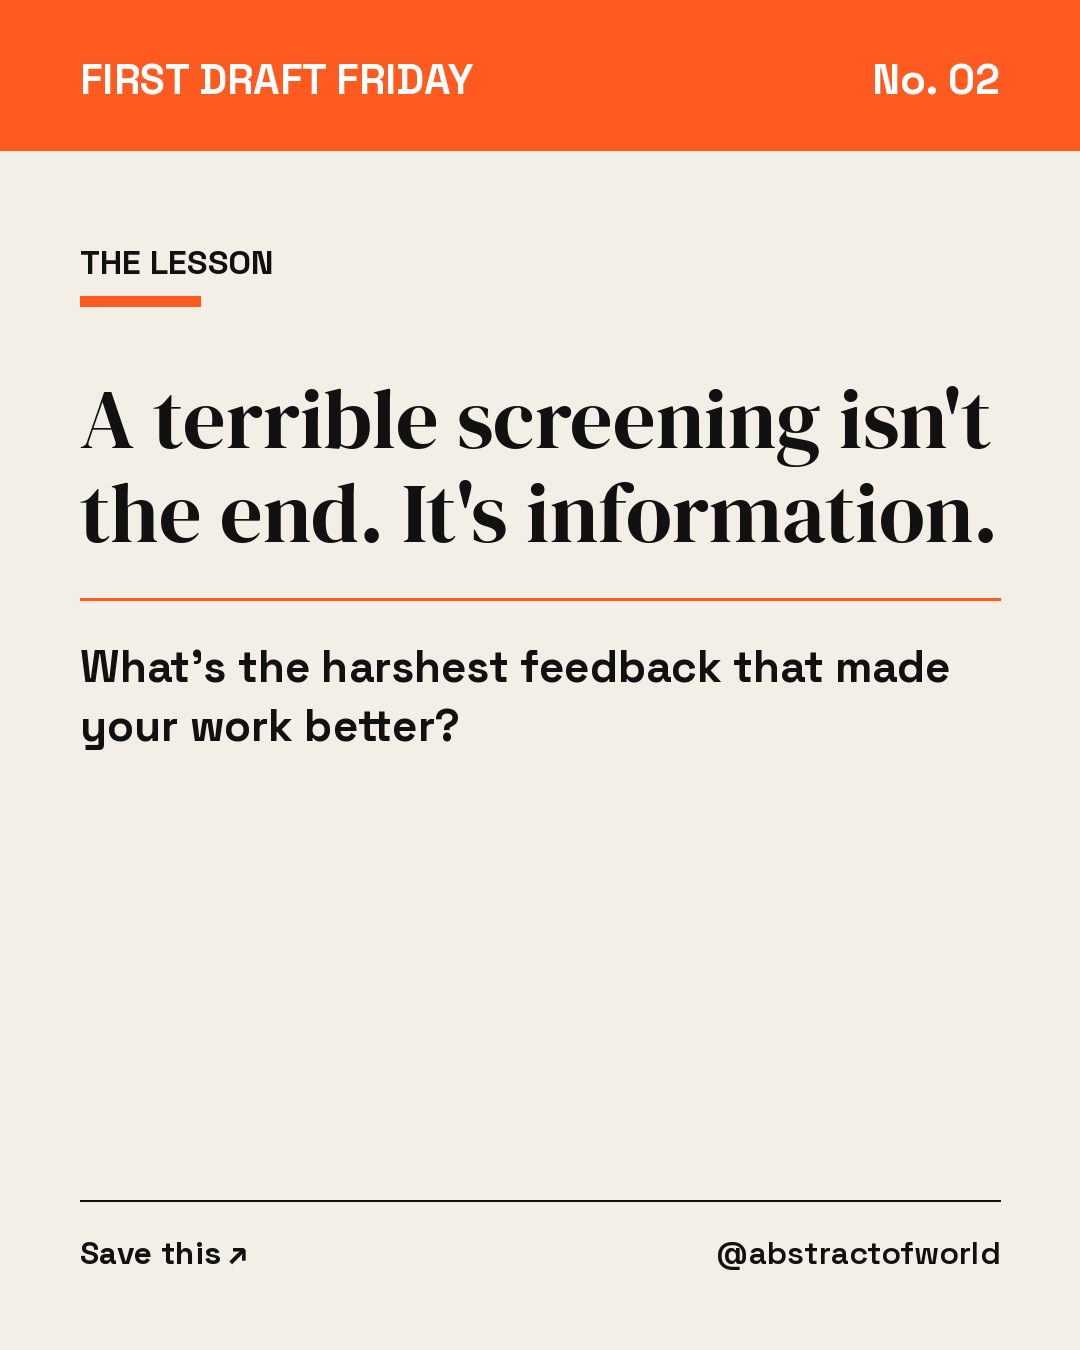 FIRST DRAFT FRIDAY
No. 02
THE LESSON
A terrible screening isn't
the end. It's information.
What’s the harshest feedback that made
your work better?
Save this ↗
@abstractofworld